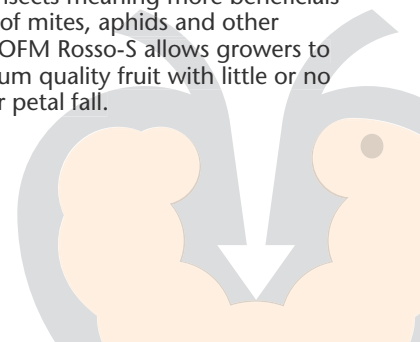 nsects meaning more beneficials
of mites, aphids and other
OFM Rosso-S allows growers to
um quality fruit with little or no
petal fall.